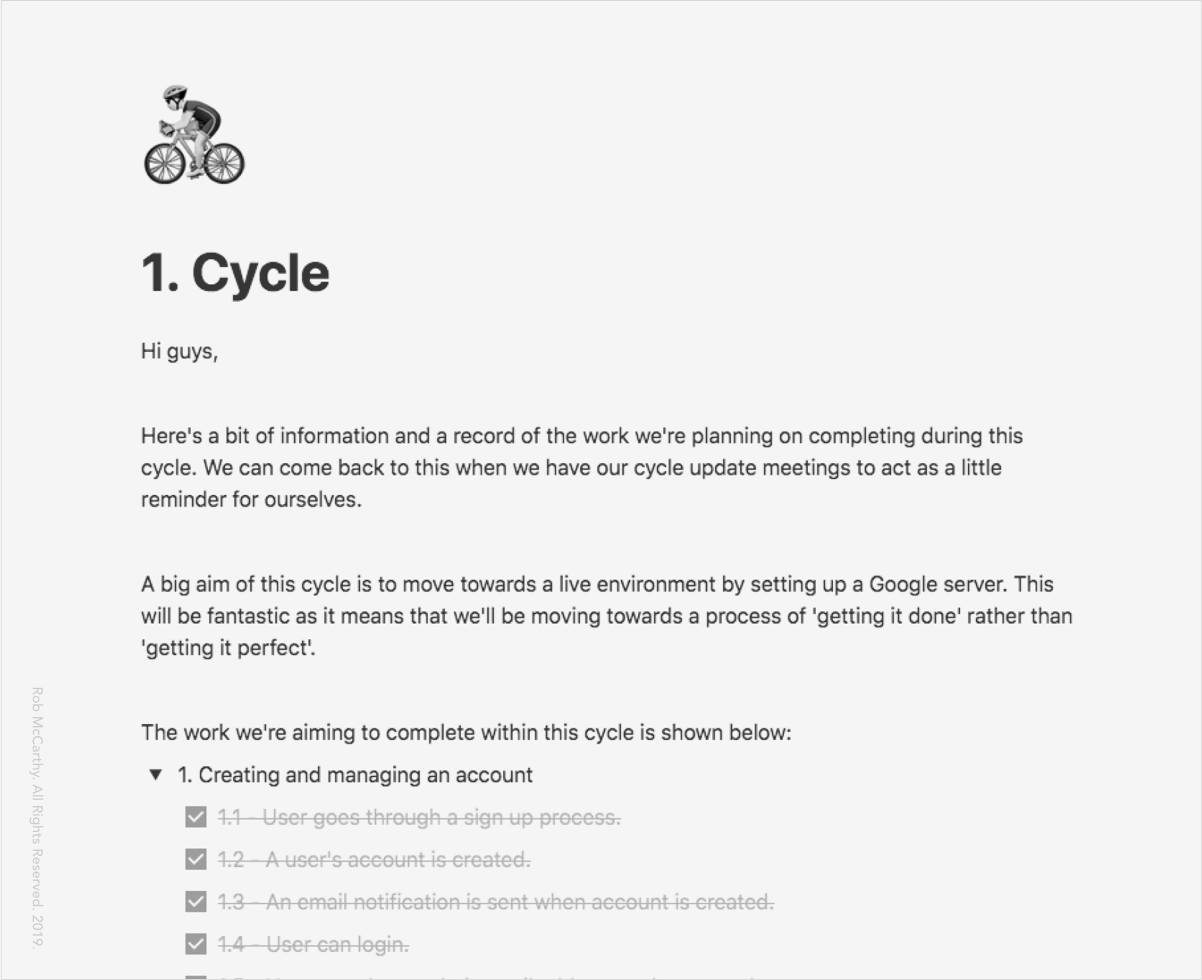 1. Cycle
Hi guys,
Here's a bit of information and a record of the work we're planning on completing during this
cycle. We can come back to this when we have our cycle update meetings to act as a little
reminder for ourselves.
A big aim of this cycle is to move towards a live environment by setting up a Google server. This
will be fantastic as it means that we'll be moving towards a process of 'getting it done' rather than
'getting it perfect'.
The work we're aiming to complete within this cycle is shown below:
1. Creating and managing an account
1.1 - User goes through a sign up process.
1.2 - A user's account is created.
1.3 - An email notification is sent when account is created.
1.4 - User can login.
Rob McCarthy. All Rights Reserved. 2019.